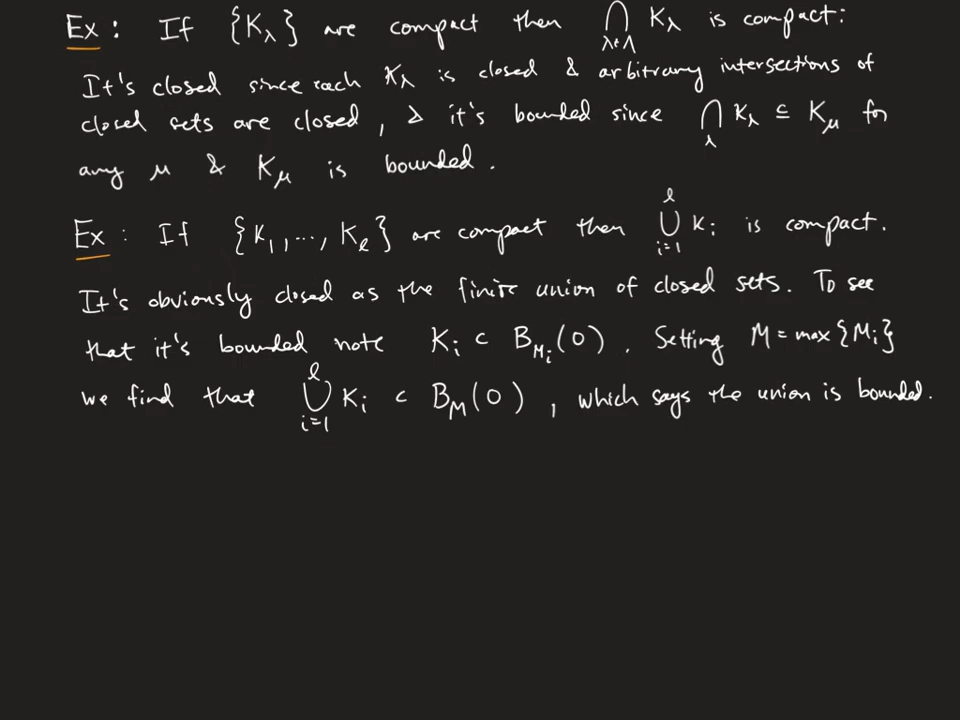 Ex : If {K_λ} are compact then ⋂_{λ∈Λ} K_λ is compact:
It's closed since each K_λ is closed & arbitrary intersections of
closed sets are closed, & it's bounded since ⋂_λ K_λ ⊆ K_μ for
any μ & K_μ is bounded.
Ex : If {K_1,...,K_ℓ} are compact then ⋃_{i=1}^ℓ K_i is compact.
It's obviously closed as the finite union of closed sets. To see
that it's bounded note K_i ⊂ B_{M_i}(0). Setting M = max{M_i}
we find that ⋃_{i=1}^ℓ K_i ⊂ B_M(0), which says the union is bounded.